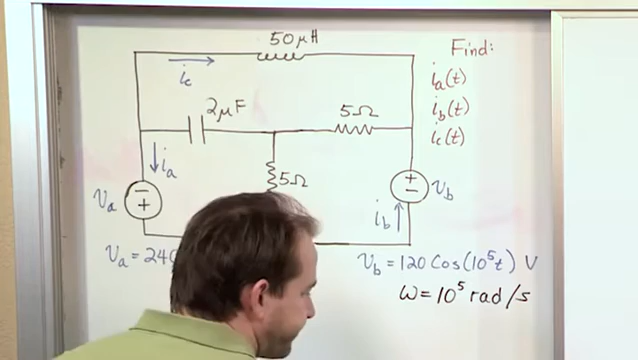 50μH
Find:
ic
ia(t)
2μF
5Ω
ib(t)
ic(t)
ia
5Ω
−
+
Va
+
−
Vb
ib
Va = 240
Vb = 120 Cos(10⁵t) V
ω = 10⁵ rad/s